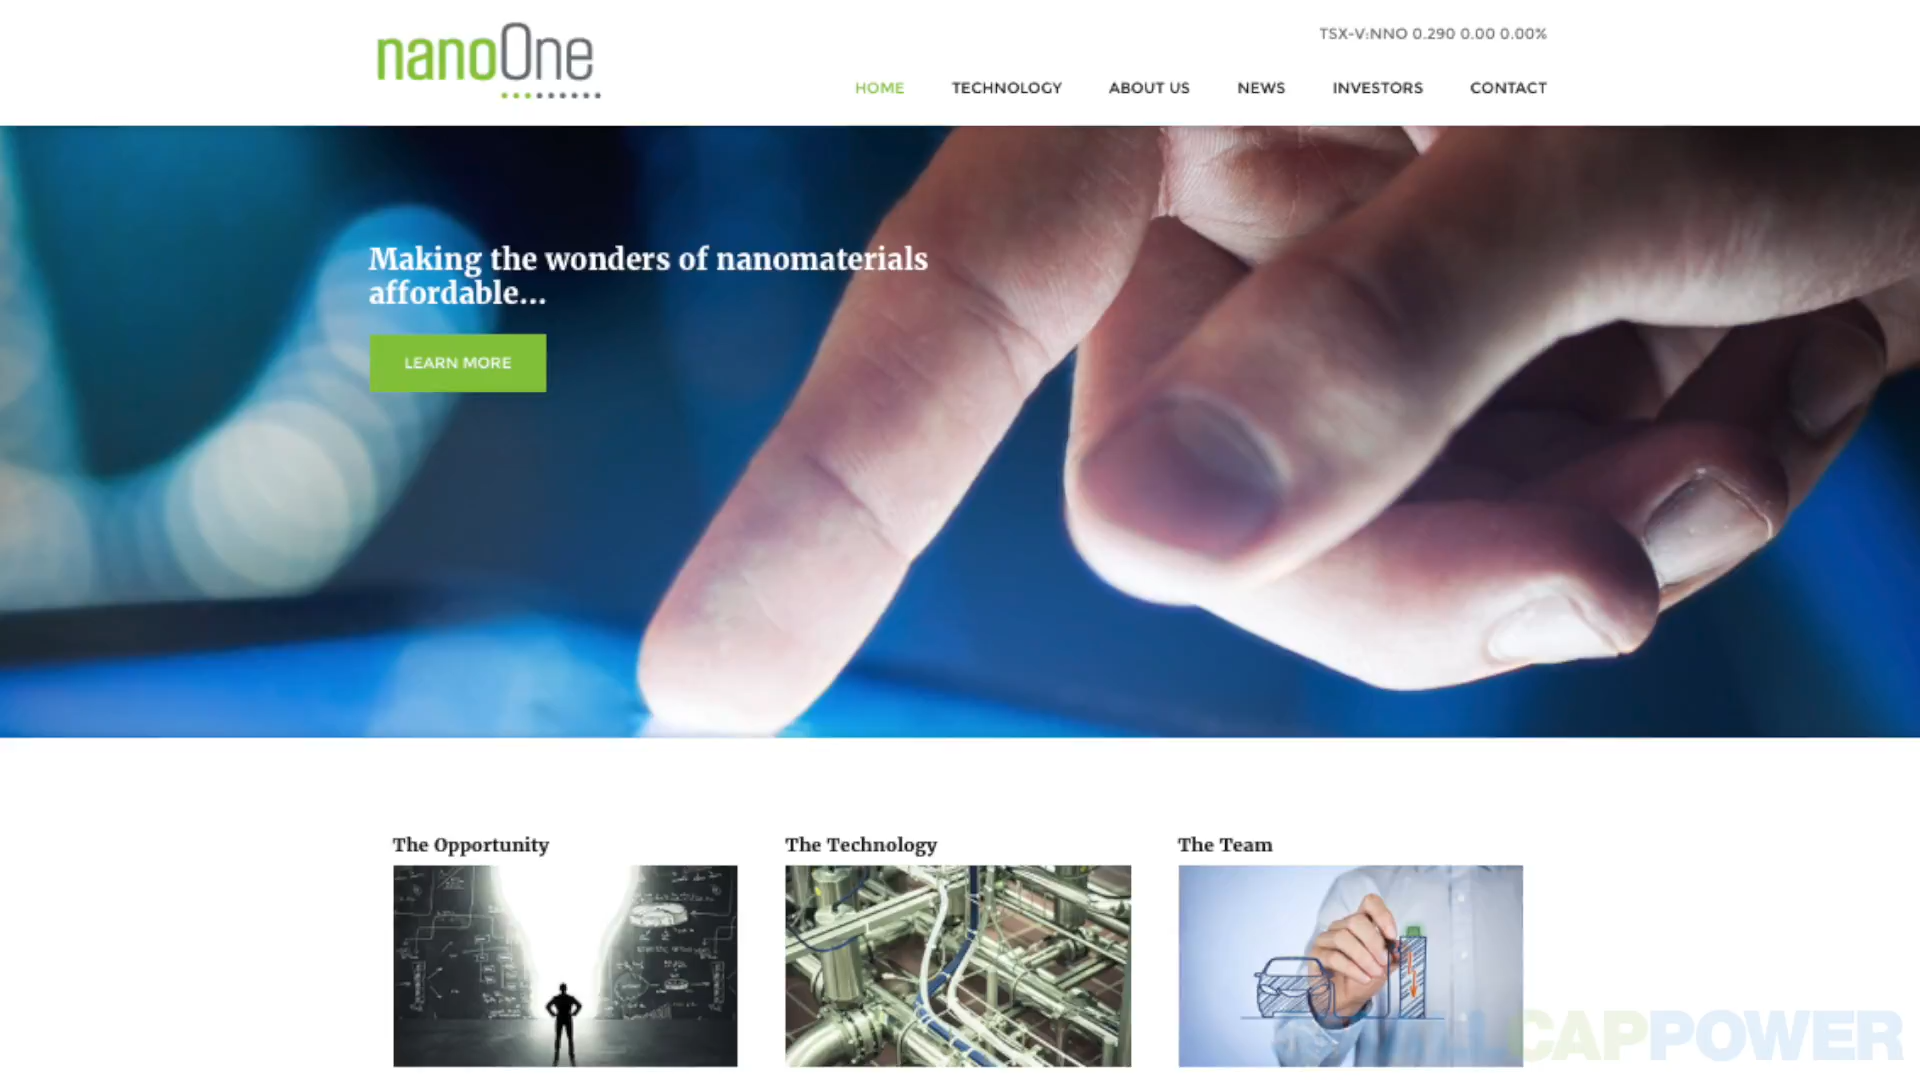 nanoOne
TSX-V:NNO 0.290 0.00 0.00%
HOME TECHNOLOGY ABOUT US NEWS INVESTORS CONTACT
Making the wonders of nanomaterials
affordable...
LEARN MORE
The Opportunity The Technology The Team
CAPPOWER